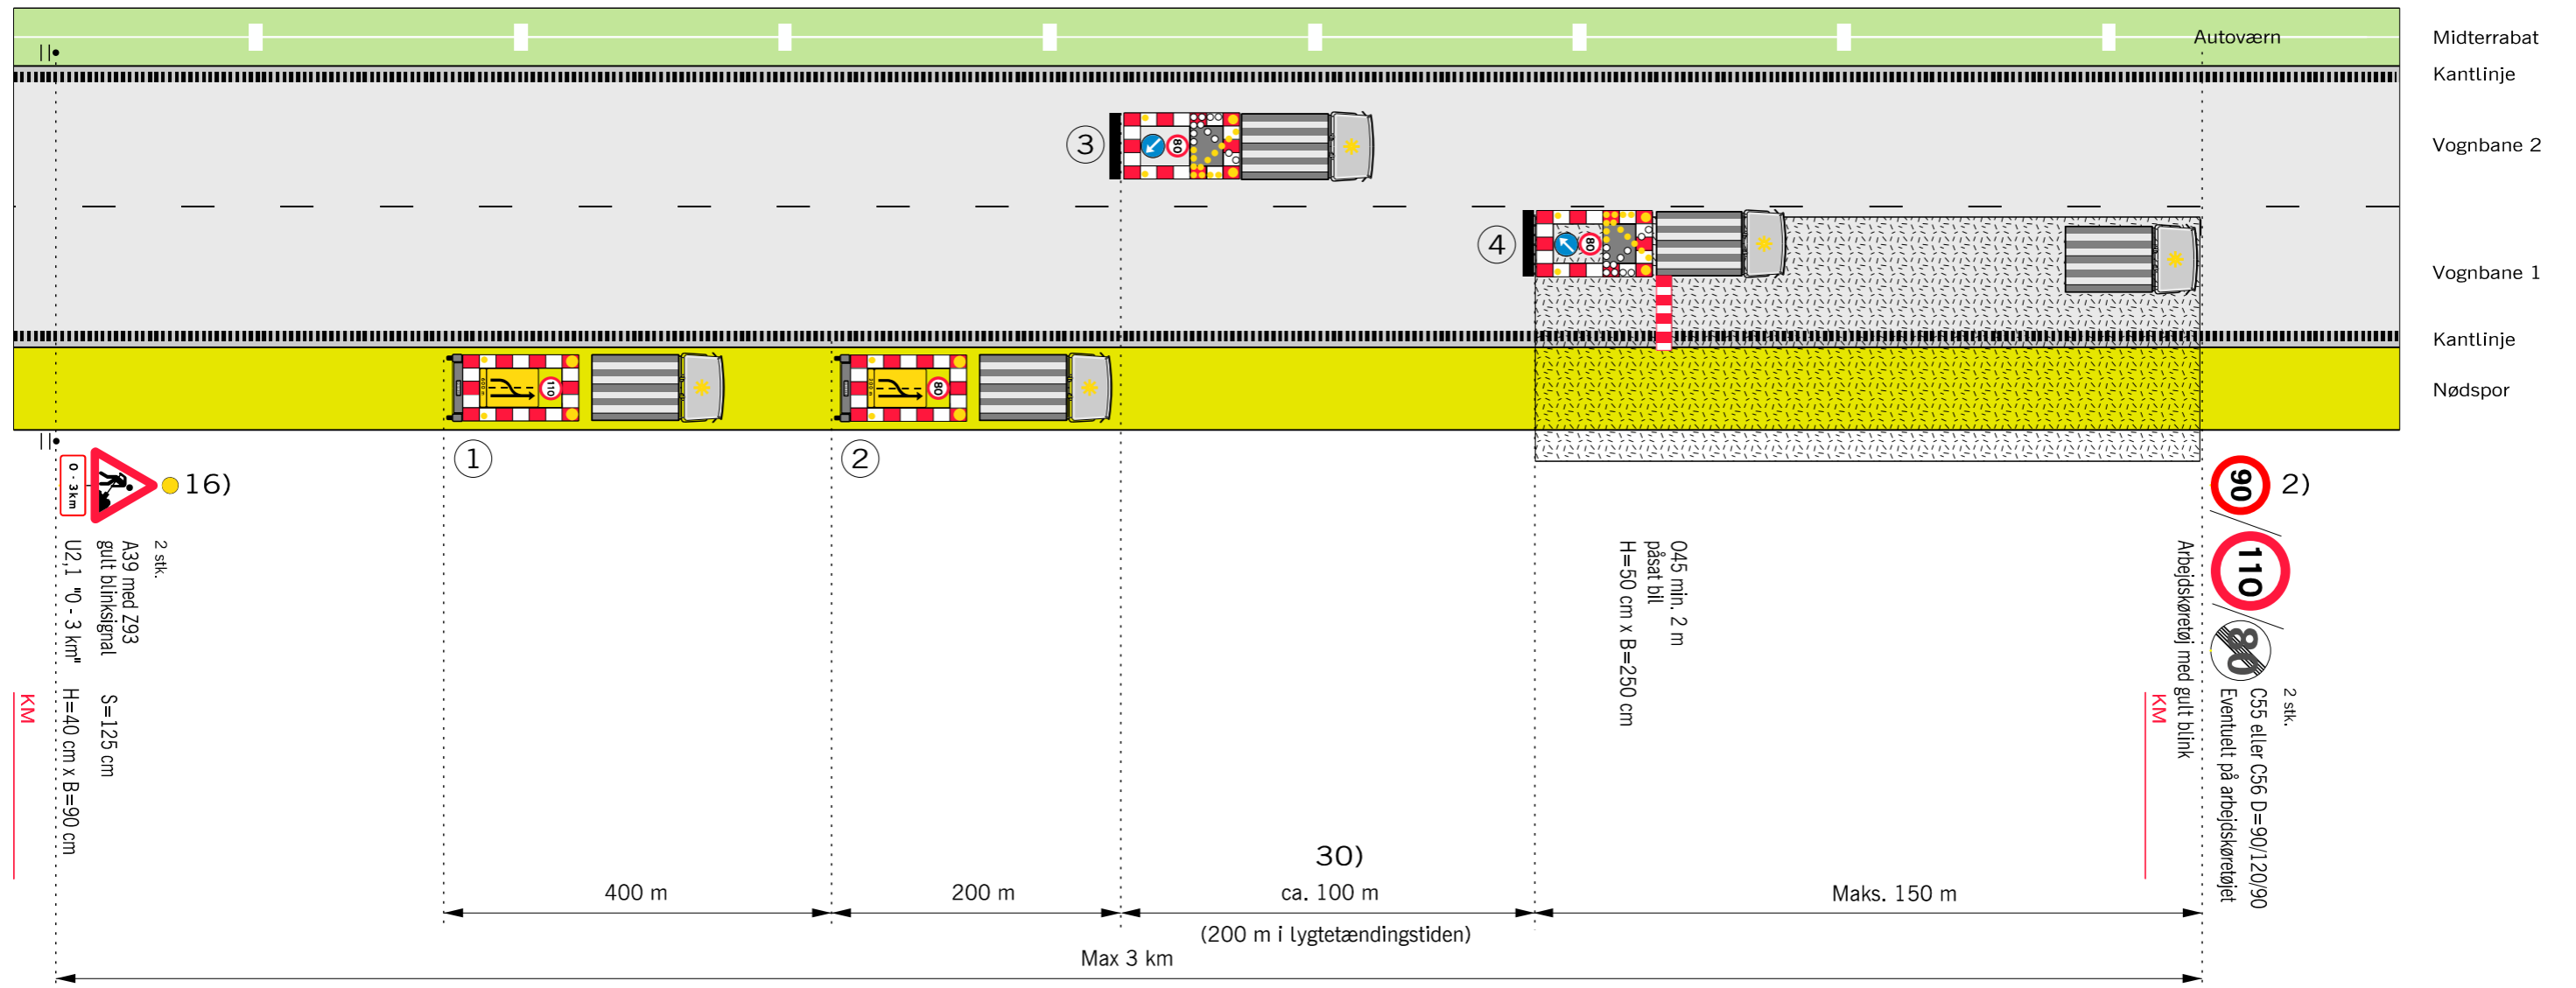 Autoværn
Midterrabat
Kantlinje
Vognbane 2
Vognbane 1
Kantlinje
Nødspor
3
80
4
80
1
600 m
110
2
200 m
80
0 - 3 km
16)
2 stk.
A39 med Z93
gult blinksignal S=125 cm
U2,1 "0 - 3 km" H=40 cm x B=90 cm
KM
O45 min. 2 m
påsat bil
H=50 cm x B=250 cm
90
2)
110
80
2 stk.
C55 eller C56 D=90/120/90
Eventuelt på arbejdskøretøjet
Arbejdskøretøj med gult blink
KM
30)
400 m
200 m
ca. 100 m
Maks. 150 m
(200 m i lygtetændingstiden)
Max 3 km